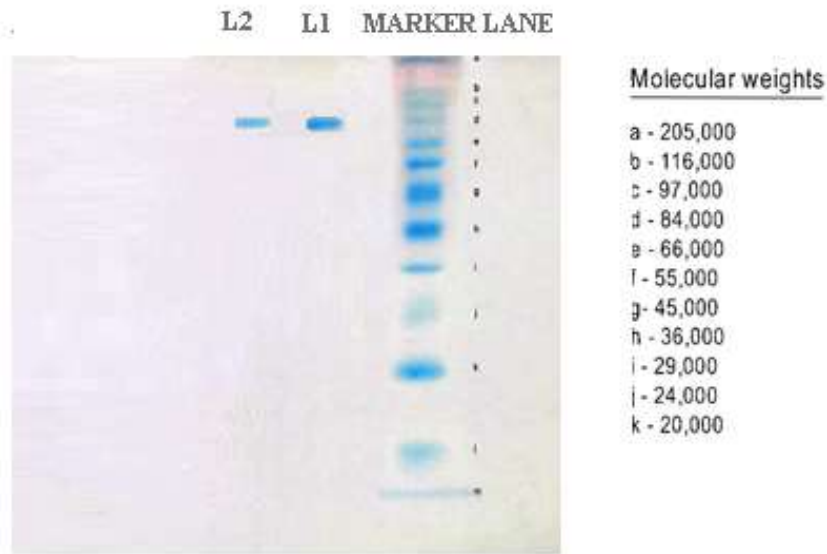 L2 L1 MARKER LANE
a
b
c
d
e
f
g
h
i
j
k
l
m
Molecular weights
a - 205,000
b - 116,000
c - 97,000
d - 84,000
e - 66,000
f - 55,000
g- 45,000
h - 36,000
i - 29,000
j - 24,000
k - 20,000